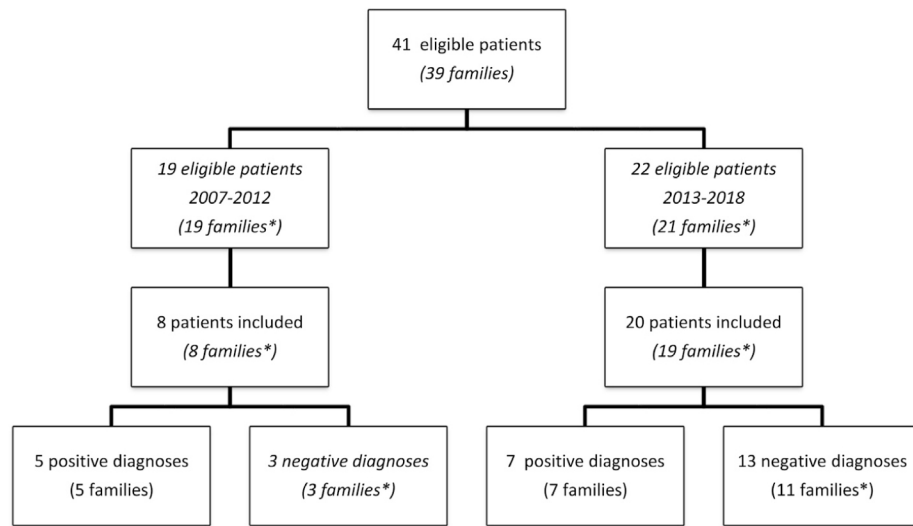 41 eligible patients
(39 families)
19 eligible patients
2007-2012
(19 families*)
22 eligible patients
2013-2018
(21 families*)
8 patients included
(8 families*)
20 patients included
(19 families*)
5 positive diagnoses
(5 families)
3 negative diagnoses
(3 families*)
7 positive diagnoses
(7 families)
13 negative diagnoses
(11 families*)